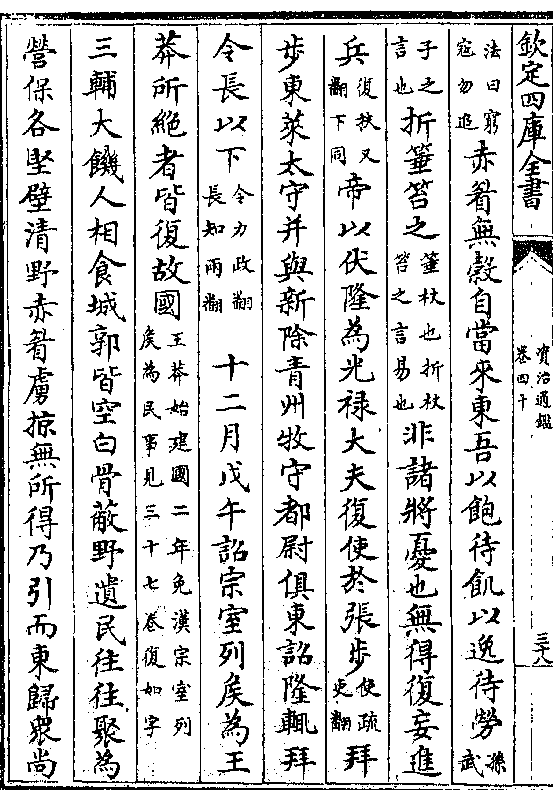 欽定四庫全書
資治通鑑
卷四十
三十八
法曰窮寇勿追赤眉無穀自當來東吾以飽待飢以逸待勞孫武
子之言也折箠笞之箠杖也折杖笞之言易也非諸將憂也無得復妄進
兵復扶又翻下同帝以伏隆為光祿大夫復使於張步使疏吏翻拜
步東萊太守并與新除青州牧守都尉俱東詔隆輒拜
令長以下令力政翻長知兩翻 十二月戊午詔宗室列矦為王
莽所絶者皆復故國王莽始建國二年免漢宗室列矦為民事見三十七卷復如字
三輔大饑人相食城郭皆空白骨蔽野遺民往往聚為
營保各堅壁清野赤眉虜掠無所得乃引而東歸衆尚